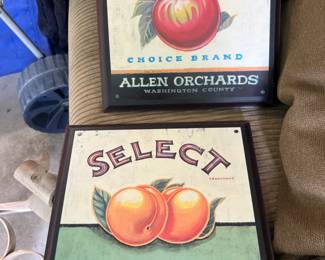 CHOICE BRAND
ALLEN ORCHARDS
WASHINGTON COUNTY
SELECT